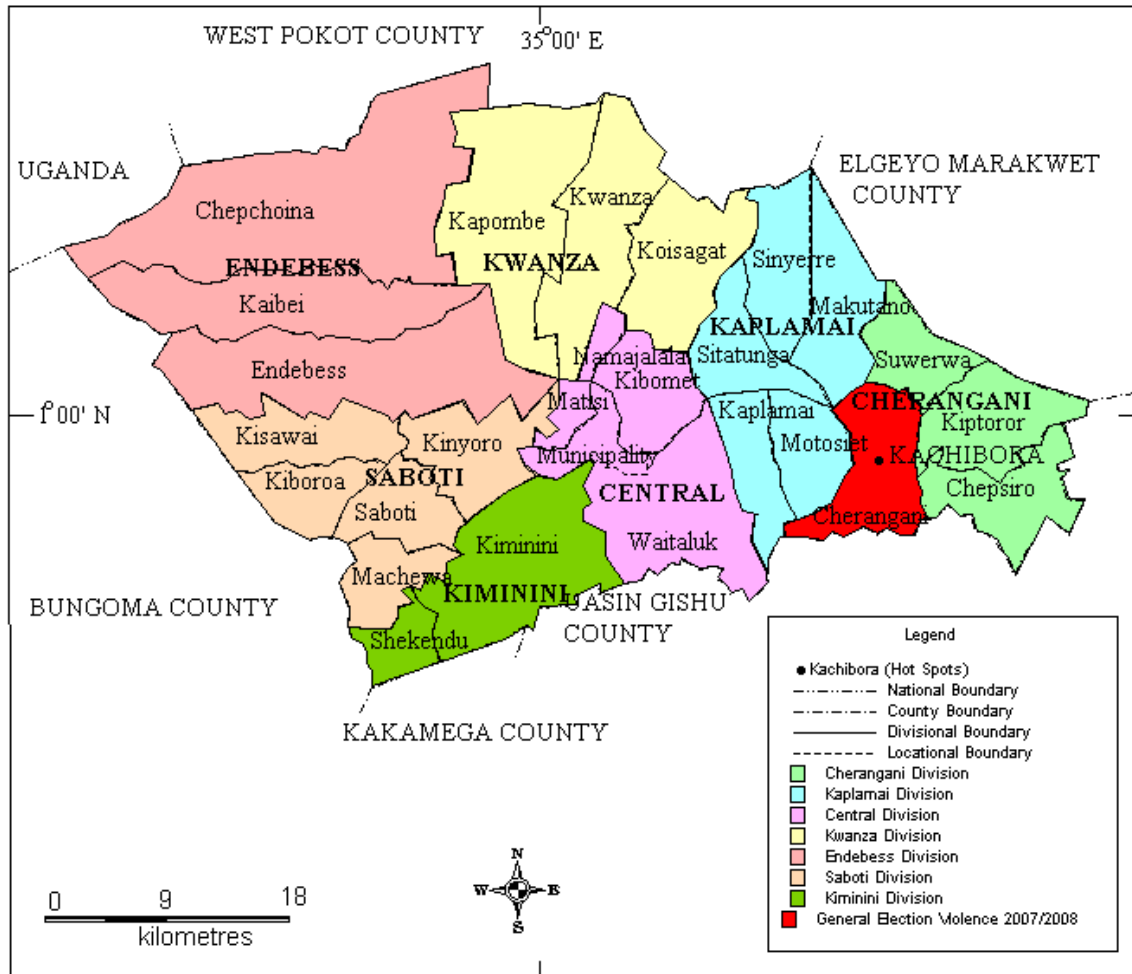 WEST POKOT COUNTY
35°00' E
UGANDA
ELGEYO MARAKWET
COUNTY
Chepchoina
Kwanza
Kapombe
Koisagat
Sinyerre
ENDEBESS
KWANZA
Kaibei
Makutano
KAPLAMAI
Namajalala
Sitatunga
Suwerwa
Endebess
Kibomet
Matisi
Kaplamai
CHERANGANI
1°00' N
Kisawai
Kinyoro
Motosiet
Kiptoror
Municipality
KACHIBORA
Kiboroa
SABOTI
CENTRAL
Chepsiro
Saboti
Cherangani
Kiminini
Waitaluk
Machewa
KIMININI
BUNGOMA COUNTY
UASIN GISHU
COUNTY
Shekendu
KAKAMEGA COUNTY
Legend
Kachibora (Hot Spots)
National Boundary
County Boundary
Divisional Boundary
Locational Boundary
Cherangani Division
Kaplamai Division
Central Division
Kwanza Division
Endebess Division
Saboti Division
Kiminini Division
General Election Violence 2007/2008
N
W E
S
0 9 18
kilometres